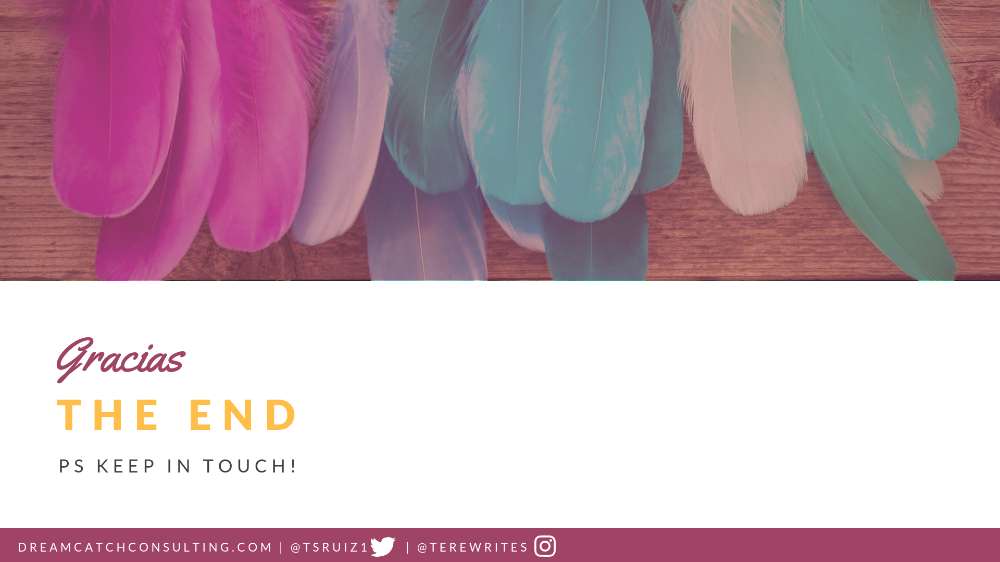 Gracias
THE END
PS KEEP IN TOUCH!
DREAMCATCHCONSULTING.COM | @TSRUIZ1 | @TEREWRITES